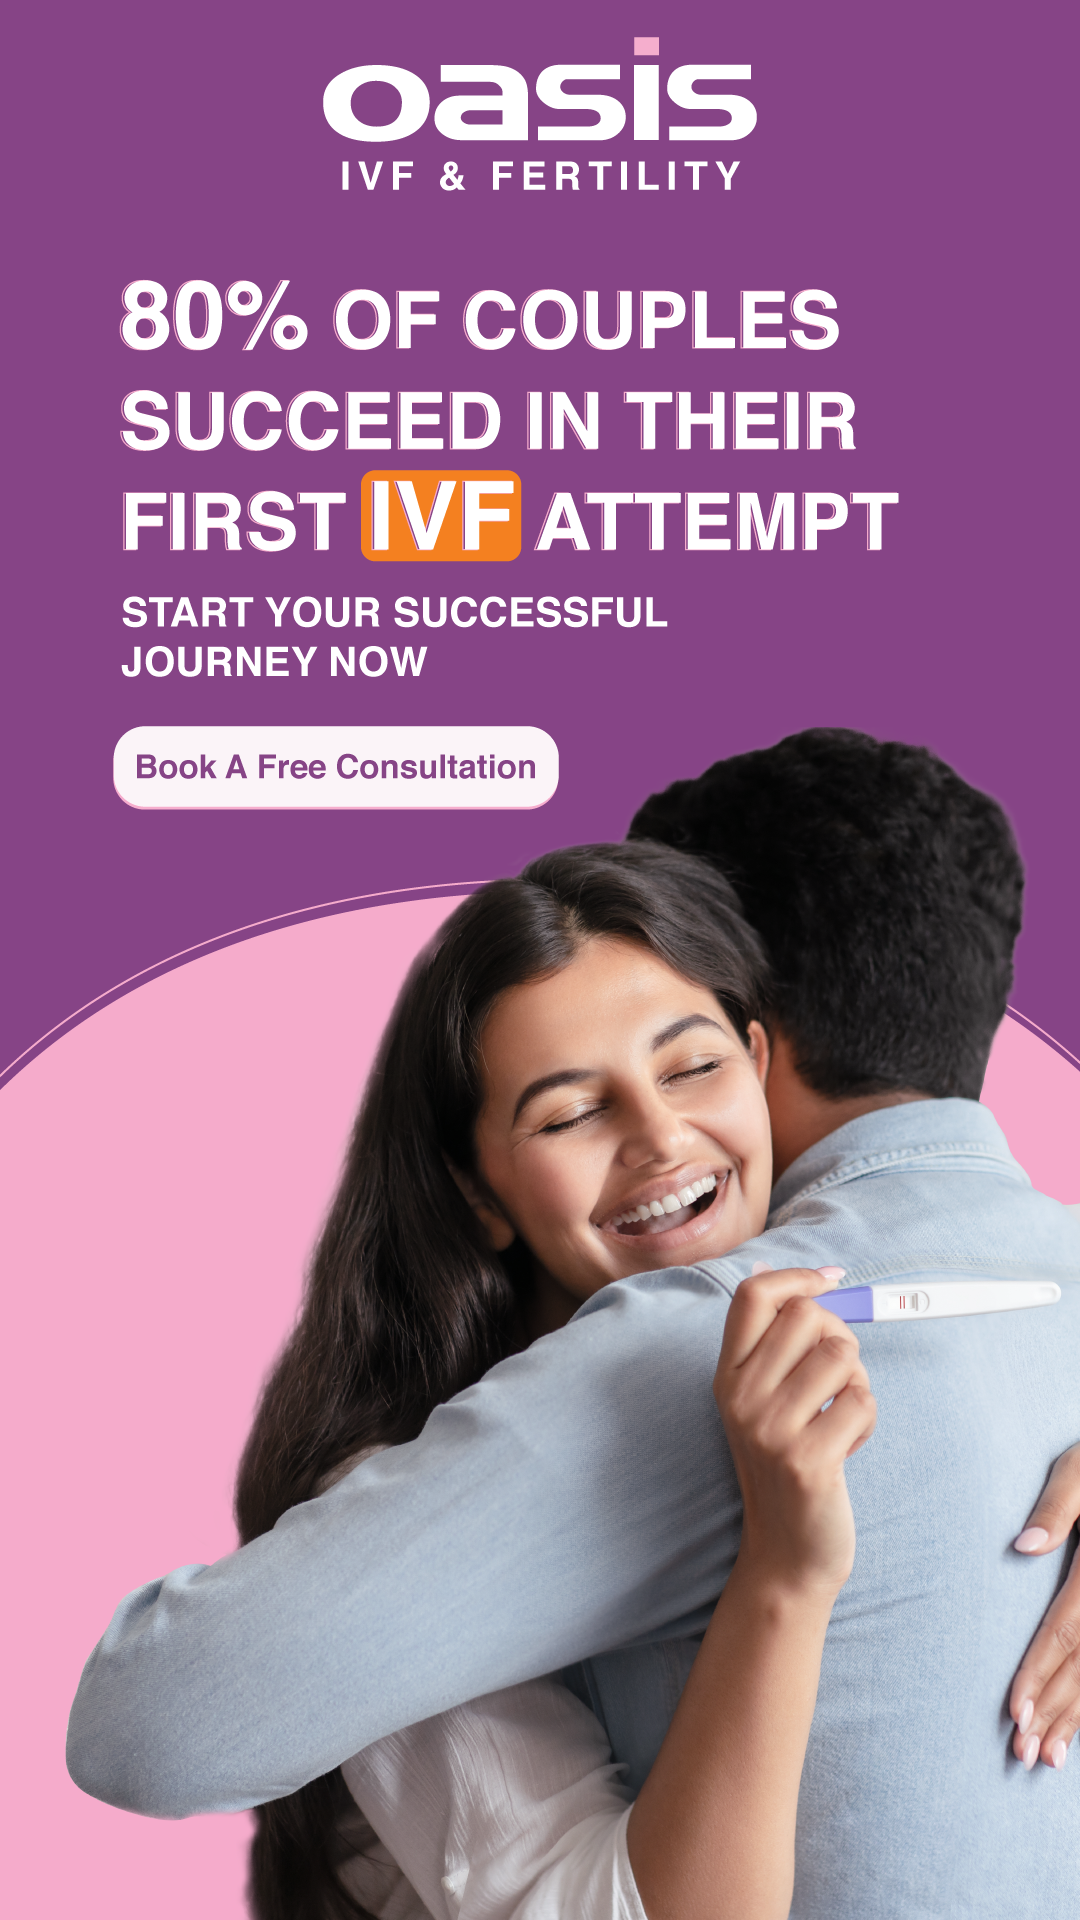 oasis
IVF & FERTILITY
80% OF COUPLES
SUCCEED IN THEIR
FIRST IVF ATTEMPT
START YOUR SUCCESSFUL
JOURNEY NOW
Book A Free Consultation